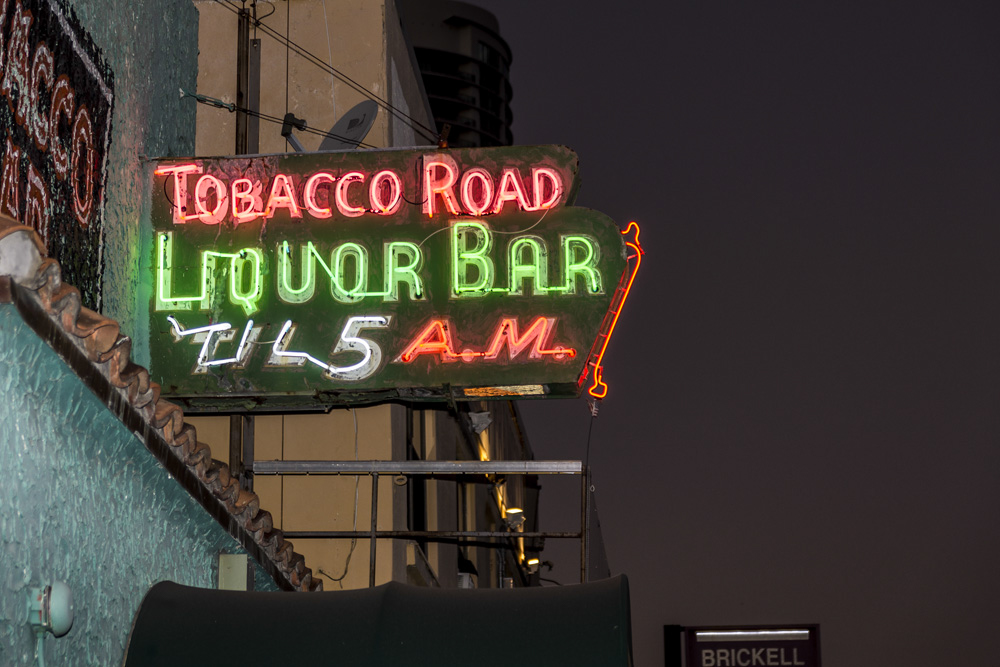 TOBACCO ROAD
LIQUOR BAR
'TIL 5 A.M.
BRICKELL